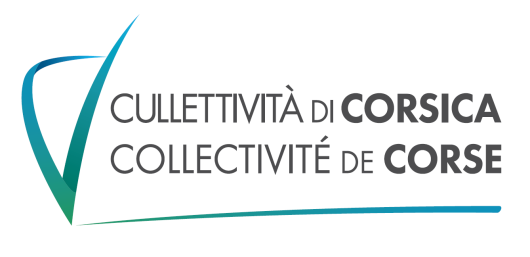 CULLETTIVITÀ DI CORSICA
COLLECTIVITÉ DE CORSE